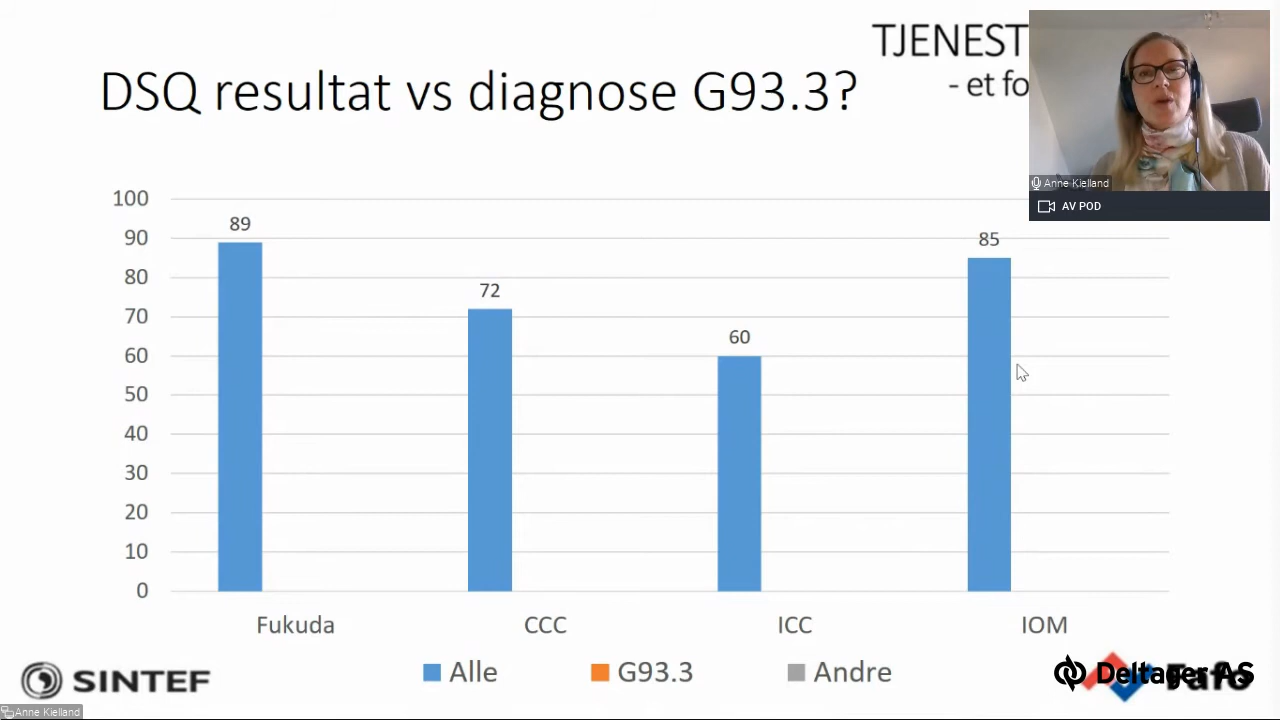 TJENEST
- et fo
DSQ resultat vs diagnose G93.3?
Anne Kielland
AV POD
100
90
80
70
60
50
40
30
20
10
0
89
72
60
85
Fukuda
CCC
ICC
IOM
Alle
G93.3
Andre
SINTEF
Deltager AS
Fafo
Anne Kielland